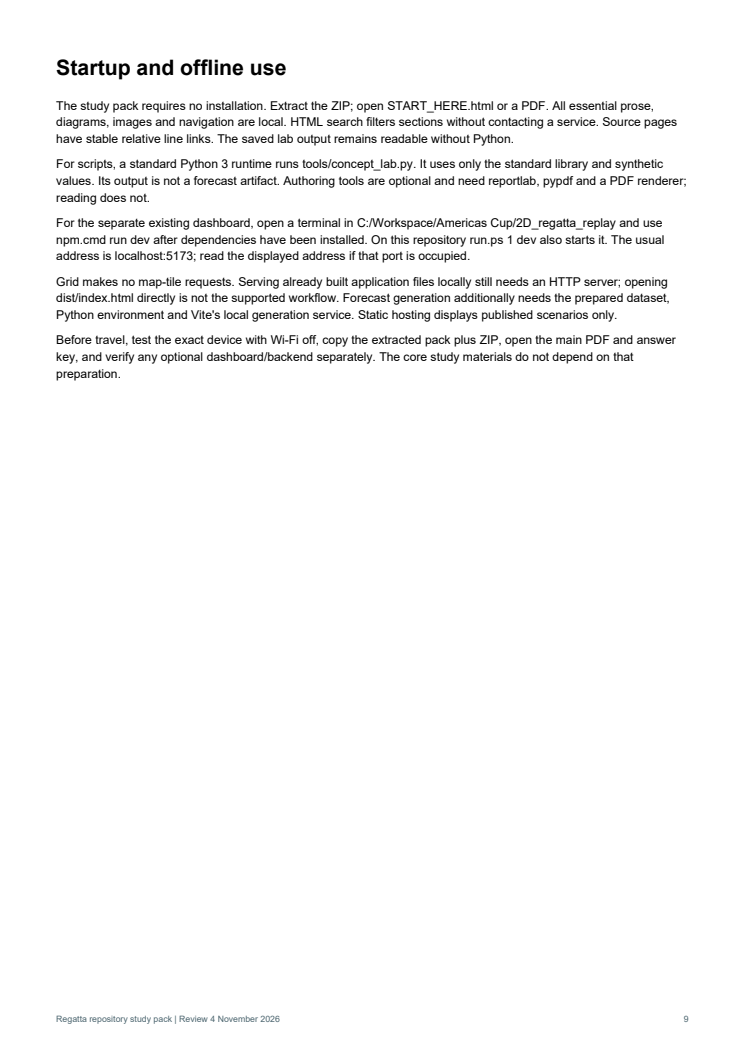 Startup and offline use
The study pack requires no installation. Extract the ZIP; open START_HERE.html or a PDF. All essential prose,
diagrams, images and navigation are local. HTML search filters sections without contacting a service. Source pages
have stable relative line links. The saved lab output remains readable without Python.
For scripts, a standard Python 3 runtime runs tools/concept_lab.py. It uses only the standard library and synthetic
values. Its output is not a forecast artifact. Authoring tools are optional and need reportlab, pypdf and a PDF renderer;
reading does not.
For the separate existing dashboard, open a terminal in C:/Workspace/Americas Cup/2D_regatta_replay and use
npm.cmd run dev after dependencies have been installed. On this repository run.ps 1 dev also starts it. The usual
address is localhost:5173; read the displayed address if that port is occupied.
Grid makes no map-tile requests. Serving already built application files locally still needs an HTTP server; opening
dist/index.html directly is not the supported workflow. Forecast generation additionally needs the prepared dataset,
Python environment and Vite's local generation service. Static hosting displays published scenarios only.
Before travel, test the exact device with Wi-Fi off, copy the extracted pack plus ZIP, open the main PDF and answer
key, and verify any optional dashboard/backend separately. The core study materials do not depend on that
preparation.
Regatta repository study pack | Review 4 November 2026 9